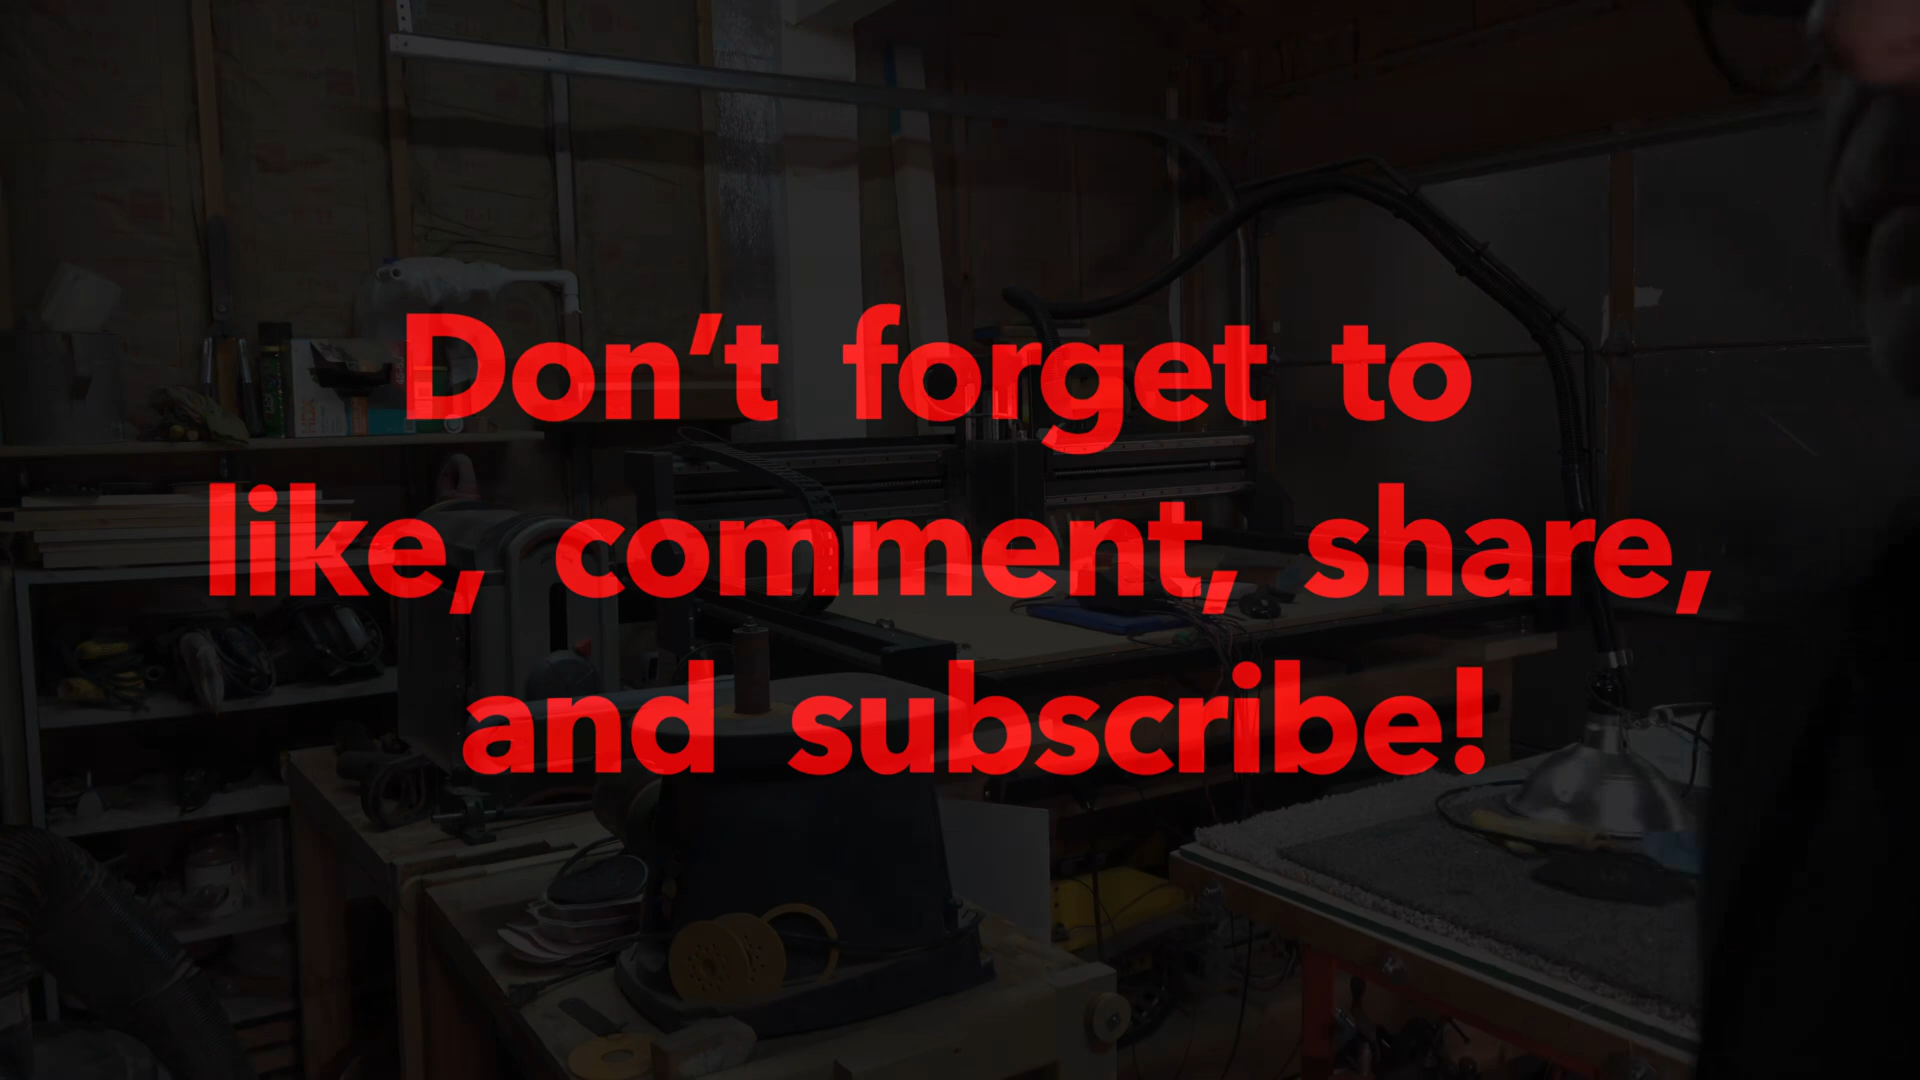 Don’t forget to
like, comment, share,
and subscribe!